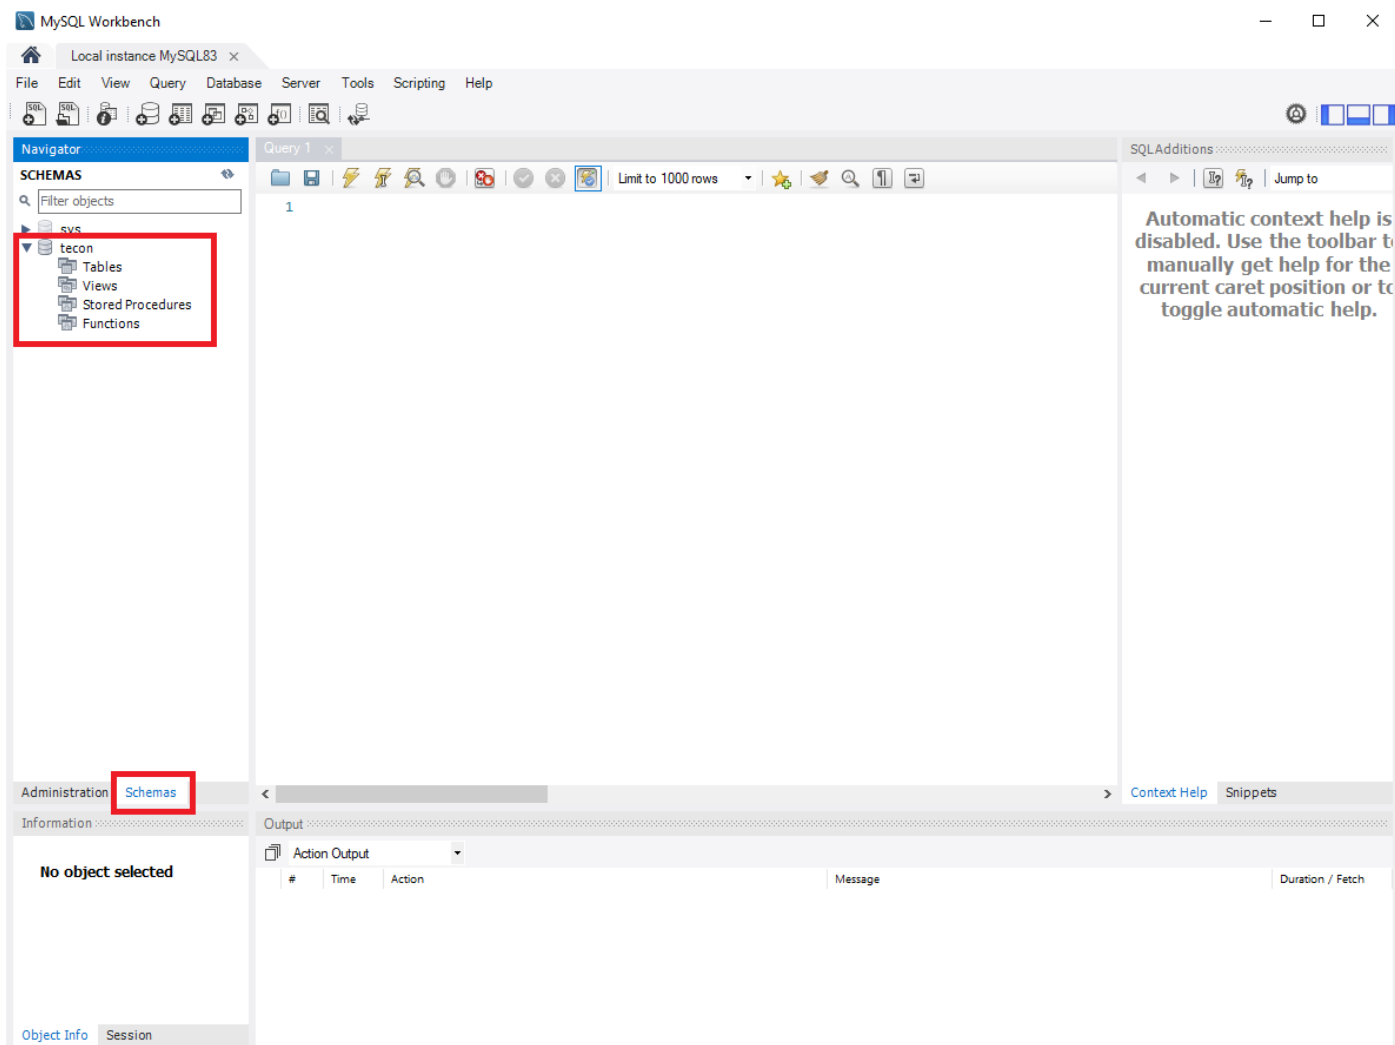 MySQL Workbench
Local instance MySQL83
File Edit View Query Database Server Tools Scripting Help
Navigator
SCHEMAS
Filter objects
sys
tecon
Tables
Views
Stored Procedures
Functions
Administration Schemas
Information
No object selected
Object Info Session
Query 1
Limit to 1000 rows
1
SQLAdditions
Jump to
Automatic context help is
disabled. Use the toolbar to
manually get help for the
current caret position or to
toggle automatic help.
Context Help Snippets
Output
Action Output
# Time Action Message Duration / Fetch